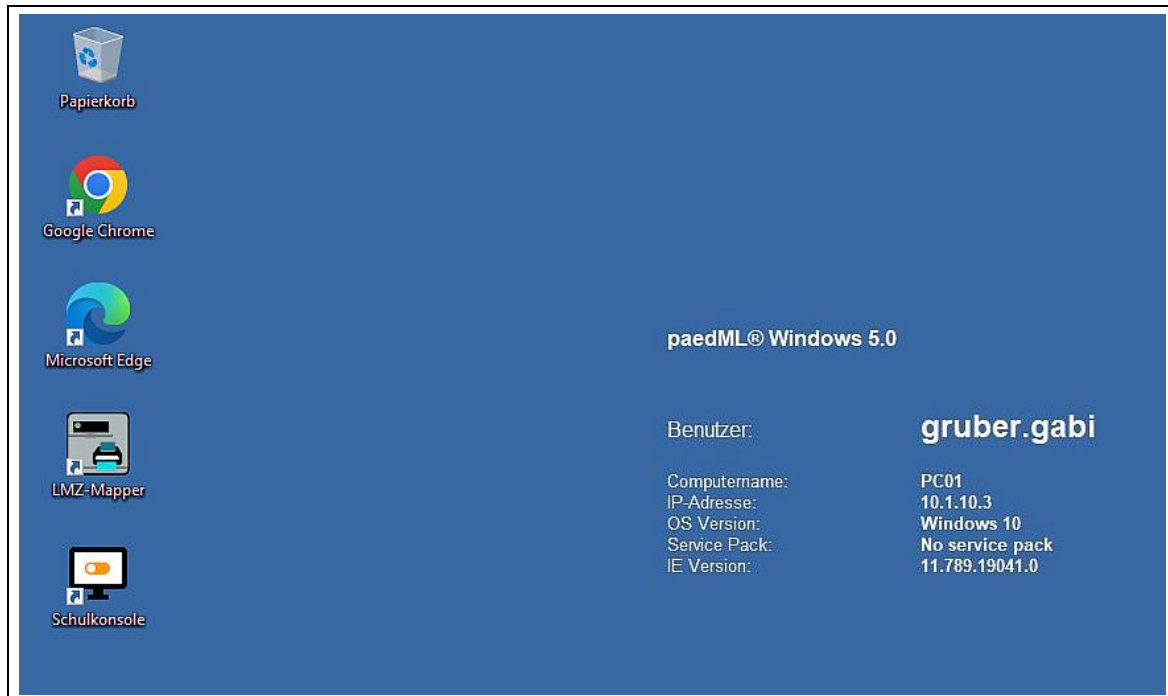 Papierkorb
Google Chrome
Microsoft Edge
LMZ-Mapper
Schulkonsole
paedML® Windows 5.0
Benutzer: gruber.gabi
Computername: PC01
IP-Adresse: 10.1.10.3
OS Version: Windows 10
Service Pack: No service pack
IE Version: 11.789.19041.0